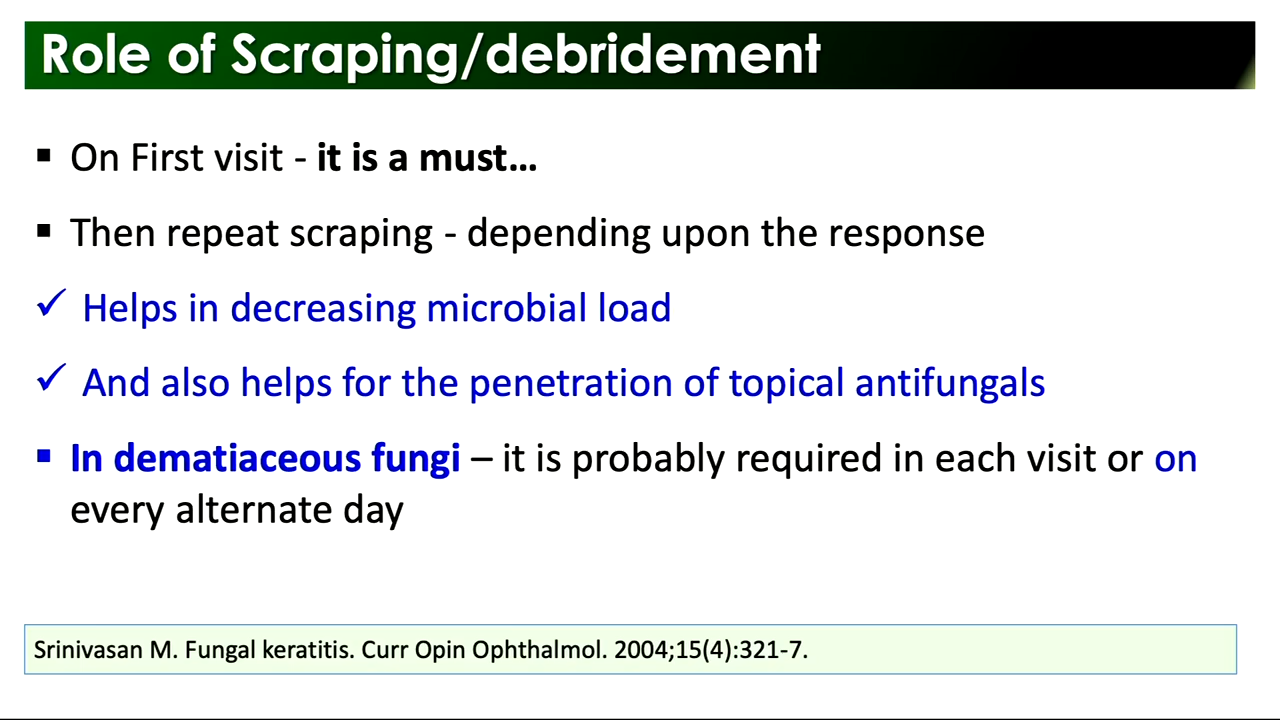 Role of Scraping/debridement
▪ On First visit - it is a must...
▪ Then repeat scraping - depending upon the response
✓ Helps in decreasing microbial load
✓ And also helps for the penetration of topical antifungals
▪ In dematiaceous fungi – it is probably required in each visit or on
every alternate day
Srinivasan M. Fungal keratitis. Curr Opin Ophthalmol. 2004;15(4):321-7.